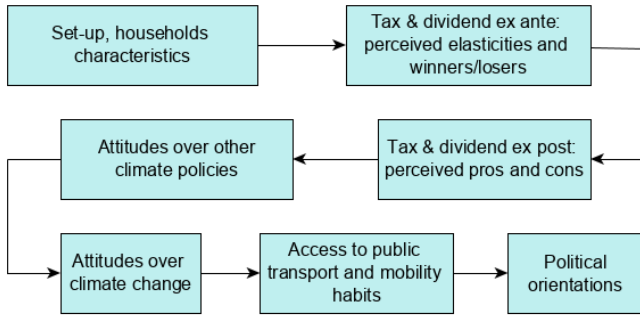 Set-up, households
characteristics
Tax & dividend ex ante:
perceived elasticities and
winners/losers
Attitudes over other
climate policies
Tax & dividend ex post:
perceived pros and cons
Attitudes over
climate change
Access to public
transport and mobility
habits
Political
orientations